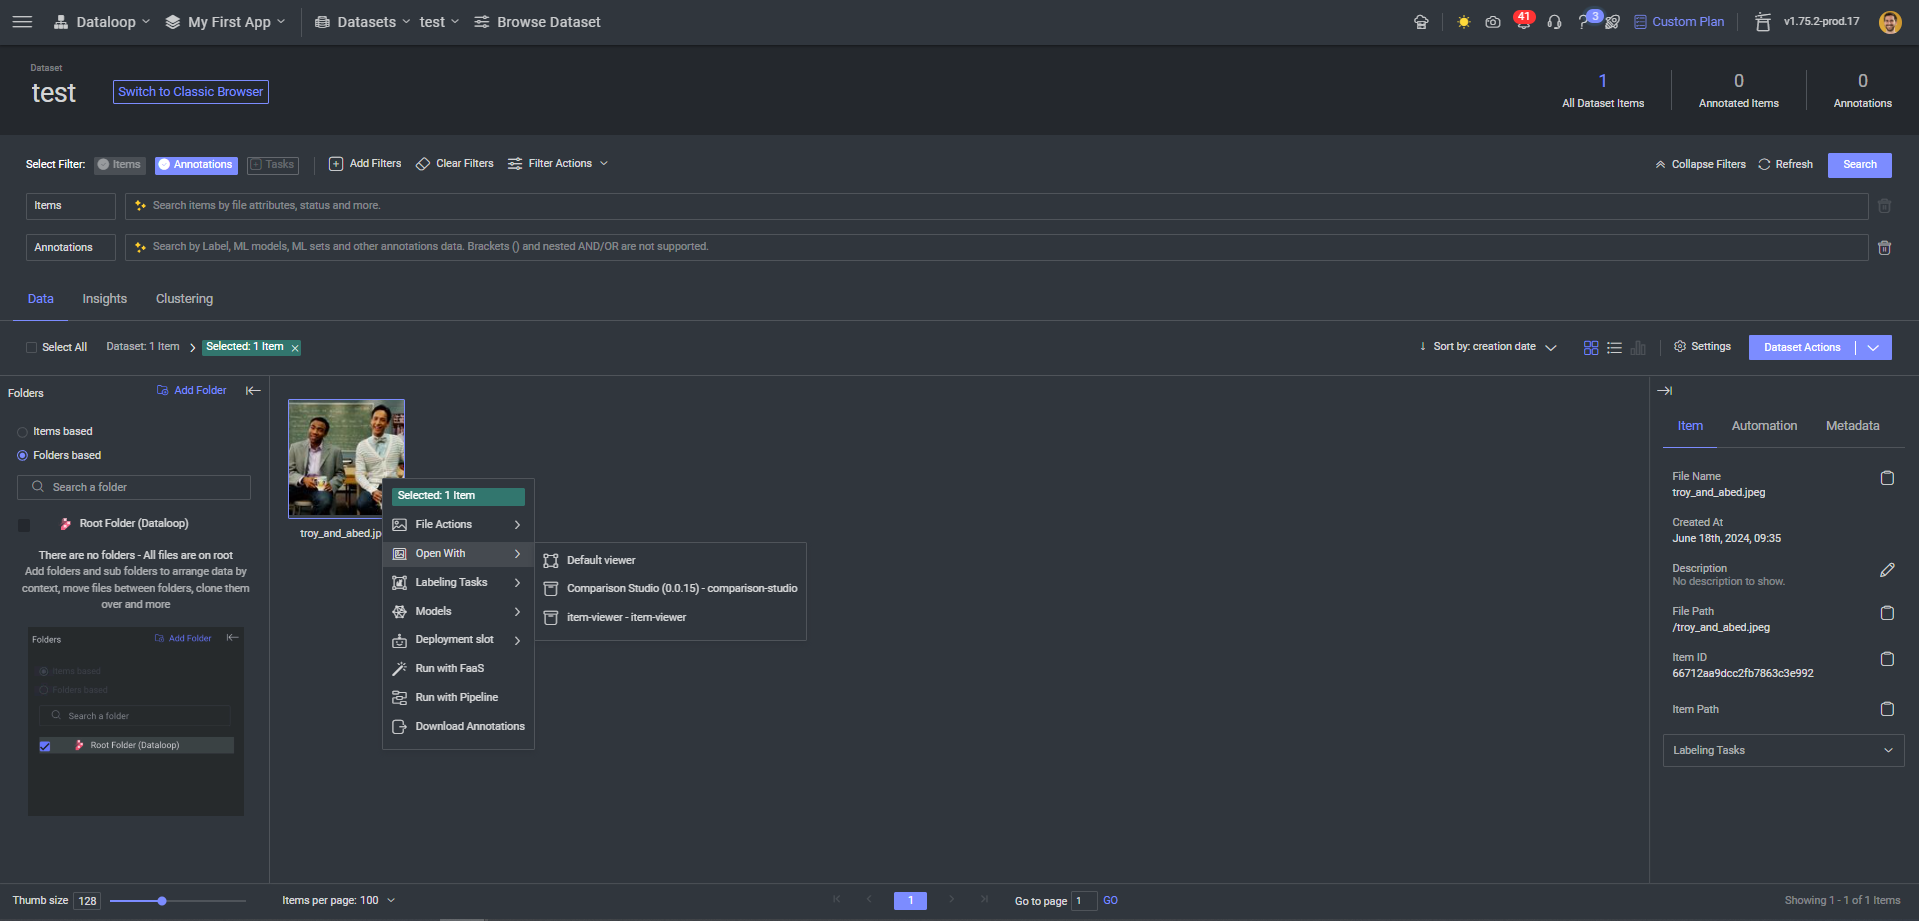 Dataloop My First App Datasets test Browse Dataset 41 3 Custom Plan v1.75.2-prod.17
Dataset
test Switch to Classic Browser
1 0 0
All Dataset Items Annotated Items Annotations
Select Filter: Items Annotations Tasks Add Filters Clear Filters Filter Actions Collapse Filters Refresh Search
Items Search items by file attributes, status and more.
Annotations Search by Label, ML models, ML sets and other annotations data. Brackets () and nested AND/OR are not supported.
Data Insights Clustering
Select All Dataset: 1 Item Selected: 1 Item Sort by: creation date Settings Dataset Actions
Folders Add Folder
Items based
Folders based
Search a folder
Root Folder (Dataloop)
There are no folders - All files are on root
Add folders and sub folders to arrange data by
context, move files between folders, clone them
over and more
Folders Add Folder
Items based
Folders based
Search a folder
Root Folder (Dataloop)
troy_and_abed.jp
Selected: 1 Item
File Actions
Open With
Labeling Tasks
Models
Deployment slot
Run with FaaS
Run with Pipeline
Download Annotations
Default viewer
Comparison Studio (0.0.15) - comparison-studio
item-viewer - item-viewer
Item Automation Metadata
File Name
troy_and_abed.jpeg
Created At
June 18th, 2024, 09:35
Description
No description to show.
File Path
/troy_and_abed.jpeg
Item ID
66712aa9dcc2fb7863c3e992
Item Path
Labeling Tasks
Thumb size 128 Items per page: 100 1 Go to page 1 GO Showing 1 - 1 of 1 Items